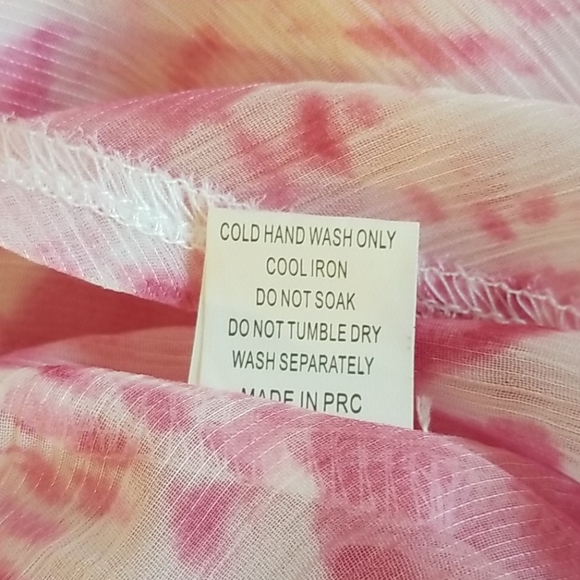 COLD HAND WASH ONLY
COOL IRON
DO NOT SOAK
DO NOT TUMBLE DRY
WASH SEPARATELY
MADE IN PRC